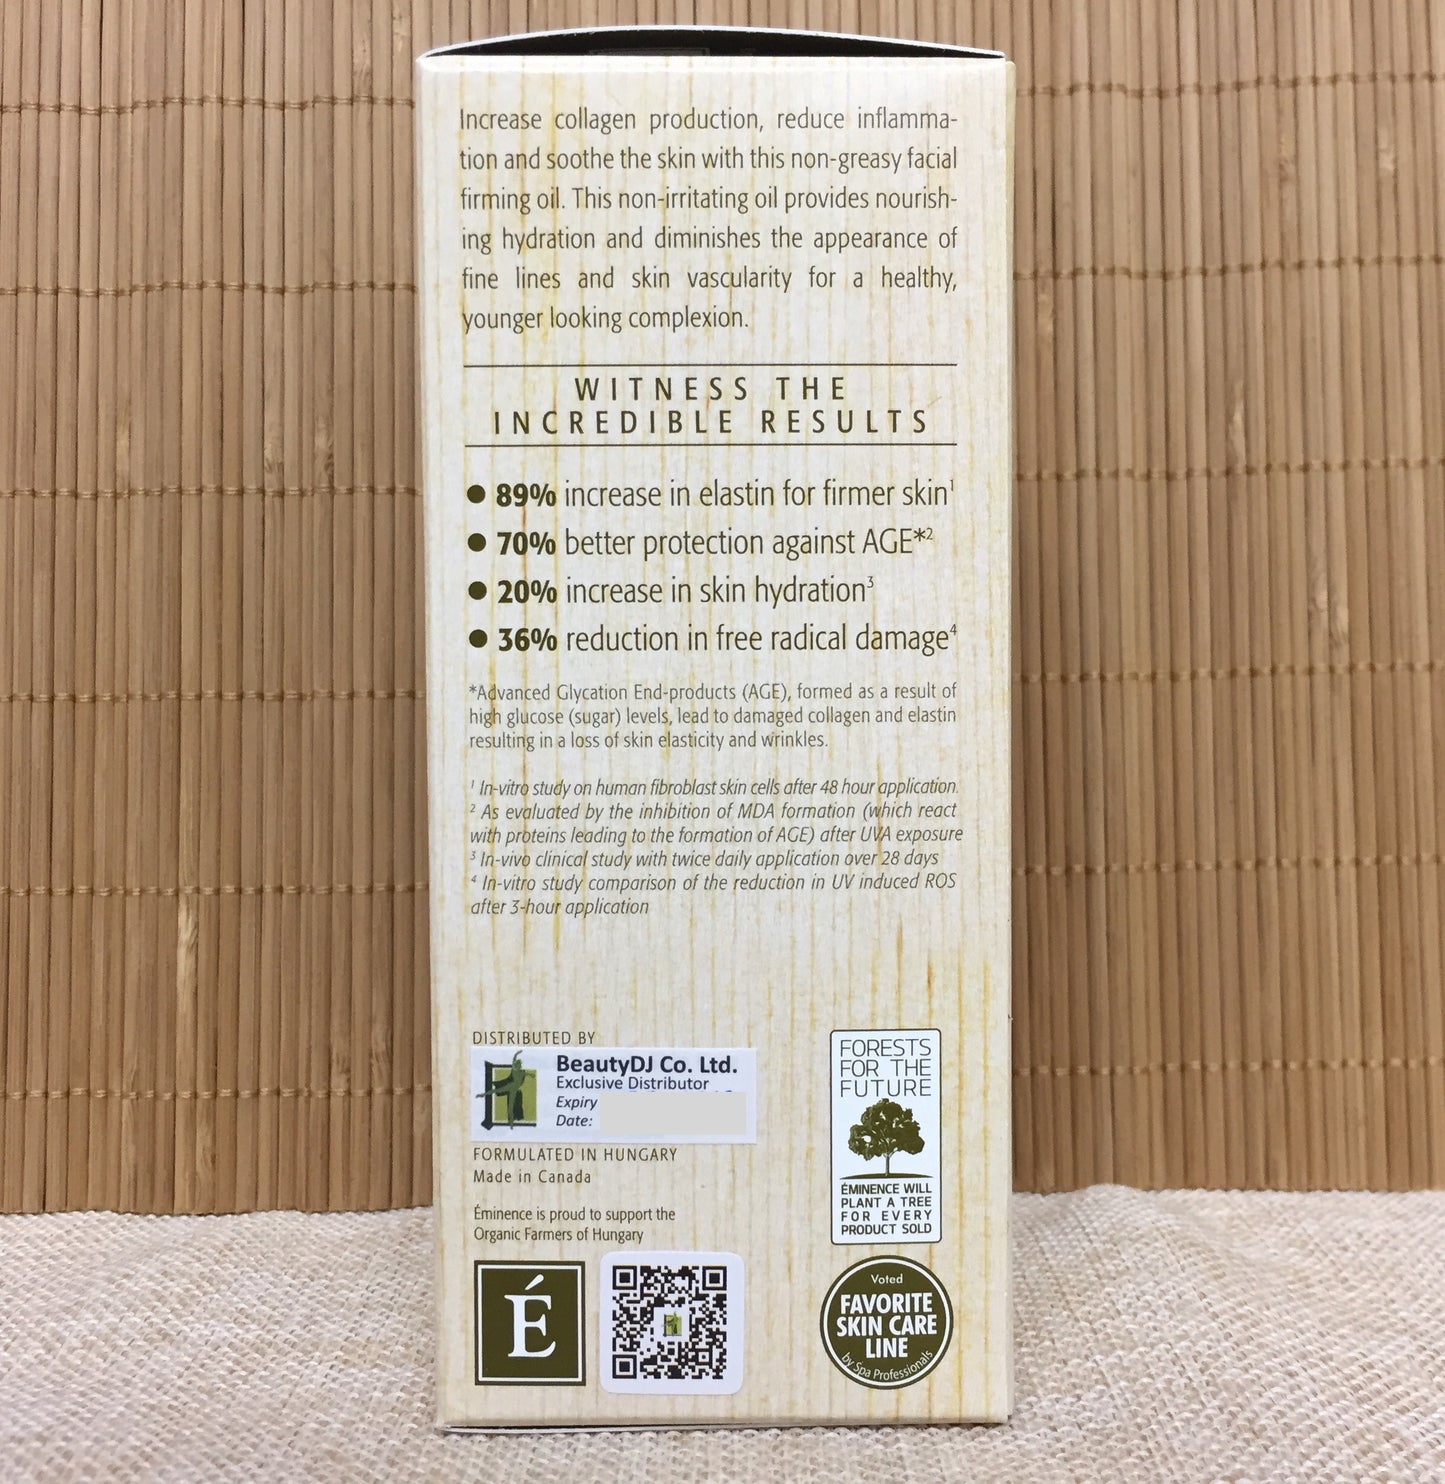 Increase collagen production, reduce inflamma-
tion and soothe the skin with this non-greasy facial
firming oil. This non-irritating oil provides nourish-
ing hydration and diminishes the appearance of
fine lines and skin vascularity for a healthy,
younger looking complexion.
WITNESS THE
INCREDIBLE RESULTS
● 89% increase in elastin for firmer skin¹
● 70% better protection against AGE*²
● 20% increase in skin hydration³
● 36% reduction in free radical damage⁴
*Advanced Glycation End-products (AGE), formed as a result of
high glucose (sugar) levels, lead to damaged collagen and elastin
resulting in a loss of skin elasticity and wrinkles.
¹ In-vitro study on human fibroblast skin cells after 48 hour application.
² As evaluated by the inhibition of MDA formation (which react
with proteins leading to the formation of AGE) after UVA exposure
³ In-vivo clinical study with twice daily application over 28 days
⁴ In-vitro study comparison of the reduction in UV induced ROS
after 3-hour application
DISTRIBUTED BY
BeautyDJ Co. Ltd.
Exclusive Distributor
Expiry
Date:
FORMULATED IN HUNGARY
Made in Canada
Éminence is proud to support the
Organic Farmers of Hungary
É
FORESTS
FOR THE
FUTURE
ÉMINENCE WILL
PLANT A TREE
FOR EVERY
PRODUCT SOLD
Voted
FAVORITE
SKIN CARE
LINE
by Spa Professionals